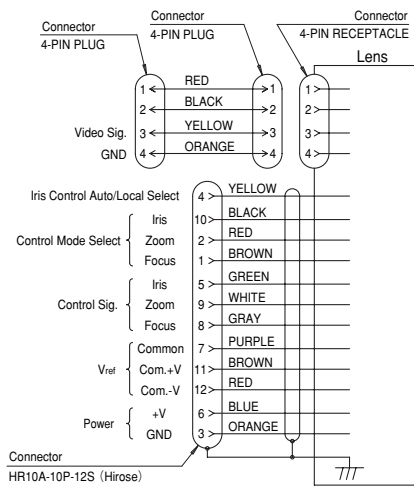 Connector
4-PIN PLUG
Connector
4-PIN PLUG
Connector
4-PIN RECEPTACLE
Lens
1 RED 1 1
2 BLACK 2 2
Video Sig. 3 YELLOW 3 3
GND 4 ORANGE 4 4
Iris Control Auto/Local Select 4 YELLOW
Iris 10 BLACK
Control Mode Select Zoom 2 RED
Focus 1 BROWN
Iris 5 GREEN
Control Sig. Zoom 9 WHITE
Focus 8 GRAY
Common 7 PURPLE
Vref Com.+V 11 BROWN
Com.-V 12 RED
Power +V 6 BLUE
GND 3 ORANGE
Connector
HR10A-10P-12S (Hirose)